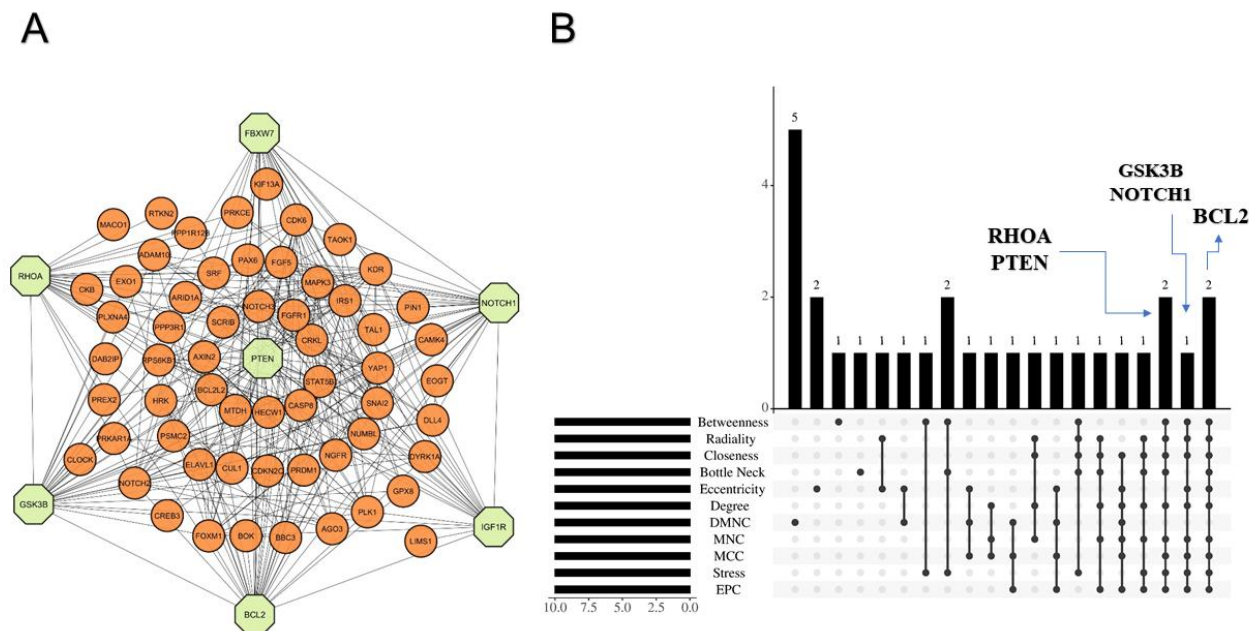 A
B
FBXW7
KIF13A
RTKN2
PRKCE
MACO1
PPP1R12B
CDK6
TAOK1
ADAM10
PAX6
FGF5
RHOA
SRF
MAPK3
KDR
CKB
EXO1
ARID1A
IRS1
NOTCH1
NOTCH3
PIN1
PLXNA4
SCRIB
FGFR1
PPP3R1
TAL1
CAMK4
CRKL
DAB2IP
RPS6KB1
AXIN2
PTEN
YAP1
EOGT
STAT5B
BCL2L2
PREX2
HRK
SNAI2
MTDH
HECW1
CASP8
DLL4
PRKAR1A
PSMC2
NUMBL
CLOCK
ELAVL1
CUL1
CDKN2C
PRDM1
NGFR
DYRK1A
NOTCH2
GPX8
GSK3B
PLK1
CREB3
AGO3
IGF1R
FOXM1
BOK
BBC3
LIMS1
BCL2
5
2
1
1
1
1
1
2
1
1
1
1
1
1
1
1
1
2
1
2
4
2
0
RHOA
PTEN
GSK3B
NOTCH1
BCL2
Betweenness
Radiality
Closeness
Bottle Neck
Eccentricity
Degree
DMNC
MNC
MCC
Stress
EPC
10.0 7.5 5.0 2.5 0.0